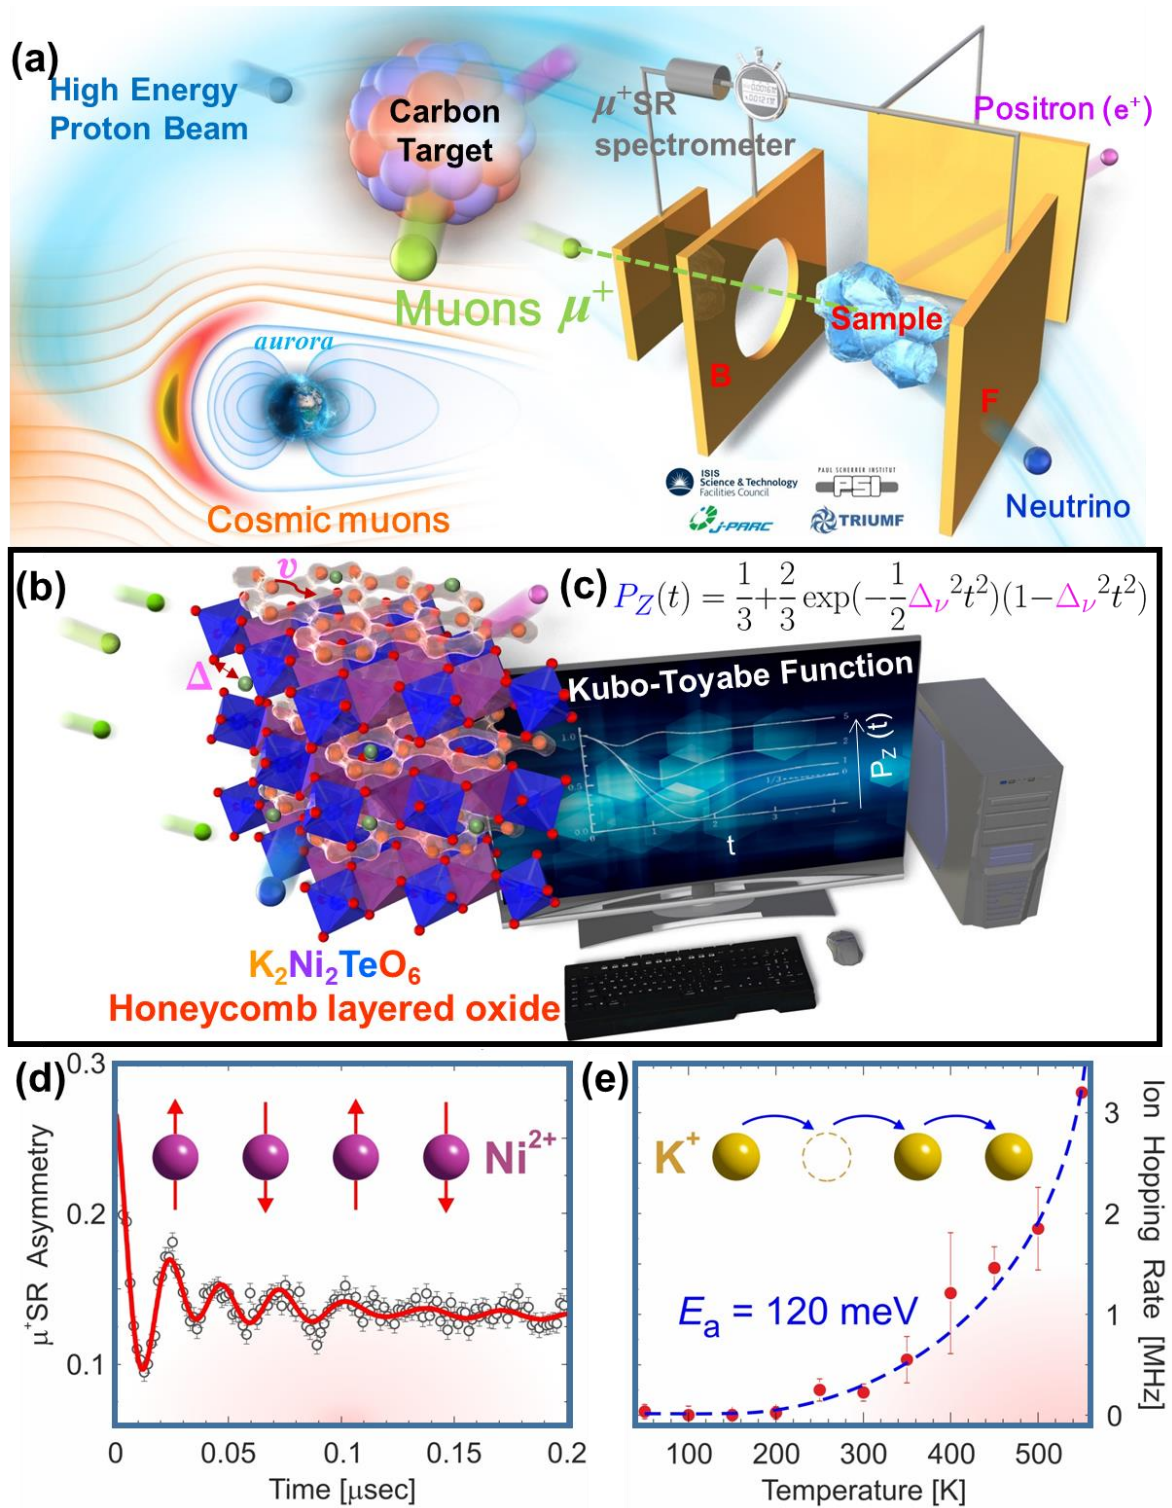 (a)
High Energy
Proton Beam
Carbon
Target
μ⁺SR
spectrometer
Positron (e⁺)
Muons μ⁺
Sample
B
F
aurora
Cosmic muons
ISIS
Science & Technology
Facilities Council
PAUL SCHERRER INSTITUT
PSI
J-PARC
TRIUMF
Neutrino
(b)
υ
Δ
K₂Ni₂TeO₆
Honeycomb layered oxide
(c) P_Z(t) = 1/3 + 2/3 exp(−1/2 Δ_ν²t²)(1−Δ_ν²t²)
Kubo-Toyabe Function
P_Z (t)
t
(d)
0.3
0.2
0.1
μ⁺SR Asymmetry
Ni²⁺
0 0.05 0.1 0.15 0.2
Time [μsec]
(e)
K⁺
E_a = 120 meV
3
2
1
0
Ion Hopping Rate [MHz]
100 200 300 400 500
Temperature [K]